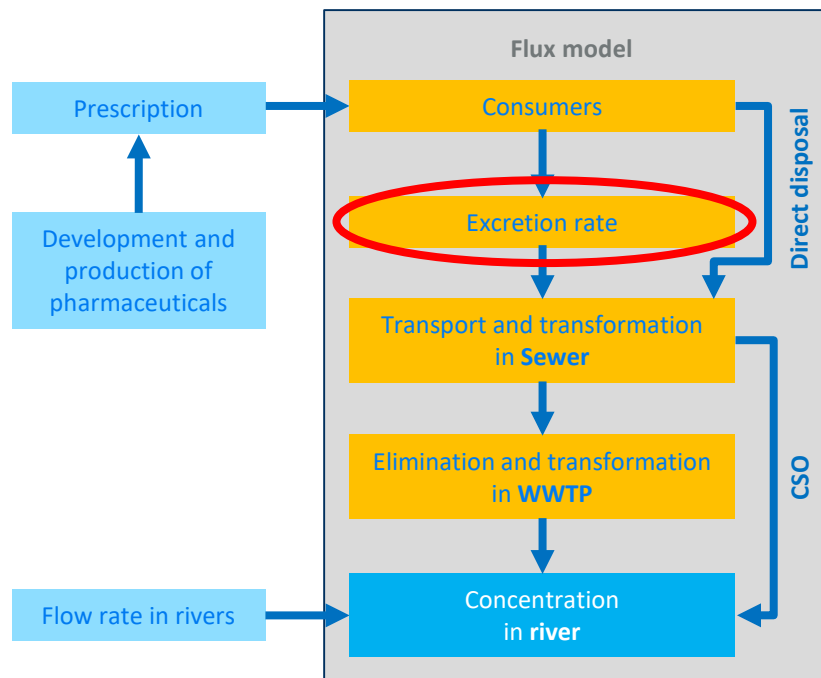 Flux model
Prescription
Consumers
Direct disposal
Excretion rate
Development and
production of
pharmaceuticals
Transport and transformation
in Sewer
CSO
Elimination and transformation
in WWTP
Flow rate in rivers
Concentration
in river